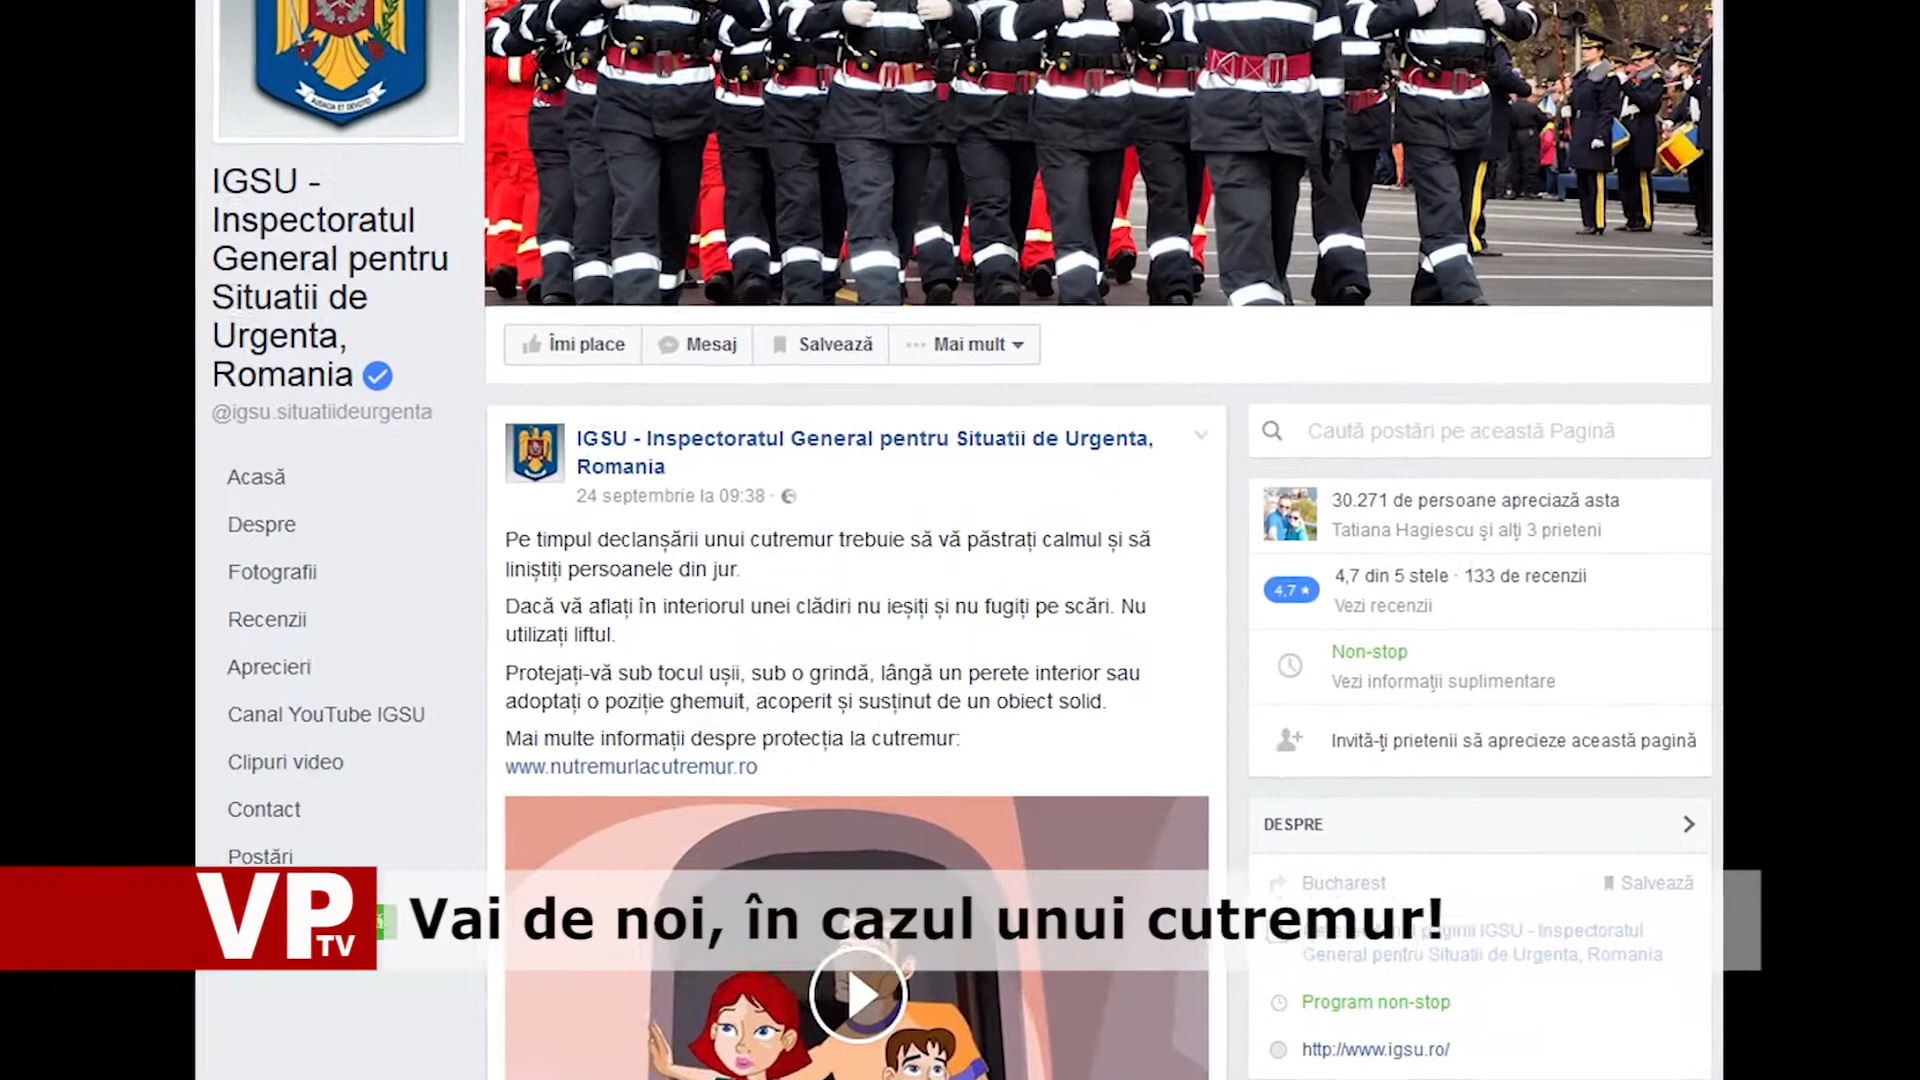 AUDACIA ET DEVOTIO
IGSU -
Inspectoratul
General pentru
Situatii de
Urgenta,
Romania
@igsu.situatiideurgenta
Acasă
Despre
Fotografii
Recenzii
Aprecieri
Canal YouTube IGSU
Clipuri video
Contact
Postări
Îmi place
Mesaj
Salvează
Mai mult
IGSU - Inspectoratul General pentru Situatii de Urgenta,
Romania
24 septembrie la 09:38 ·
Pe timpul declanșării unui cutremur trebuie să vă păstrați calmul și să
liniștiți persoanele din jur.
Dacă vă aflați în interiorul unei clădiri nu ieșiți și nu fugiți pe scări. Nu
utilizați liftul.
Protejați-vă sub tocul ușii, sub o grindă, lângă un perete interior sau
adoptați o poziție ghemuit, acoperit și susținut de un obiect solid.
Mai multe informații despre protecția la cutremur:
www.nutremurlacutremur.ro
Caută postări pe această Pagină
30.271 de persoane apreciază asta
Tatiana Hagiescu şi alţi 3 prieteni
4,7 ★
4,7 din 5 stele · 133 de recenzii
Vezi recenzii
Non-stop
Vezi informaţii suplimentare
Invită-ţi prietenii să aprecieze această pagină
DESPRE
Bucharest
Salvează
paginii IGSU - Inspectoratul
General pentru Situatii de Urgenta, Romania
Program non-stop
http://www.igsu.ro/
VP
TV
Vai de noi, în cazul unui cutremur!